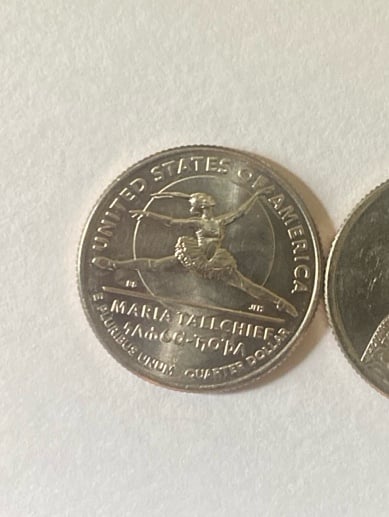 UNITED STATES OF AMERICA
MARIA TALLCHIEF
E PLURIBUS UNUM QUARTER DOLLAR